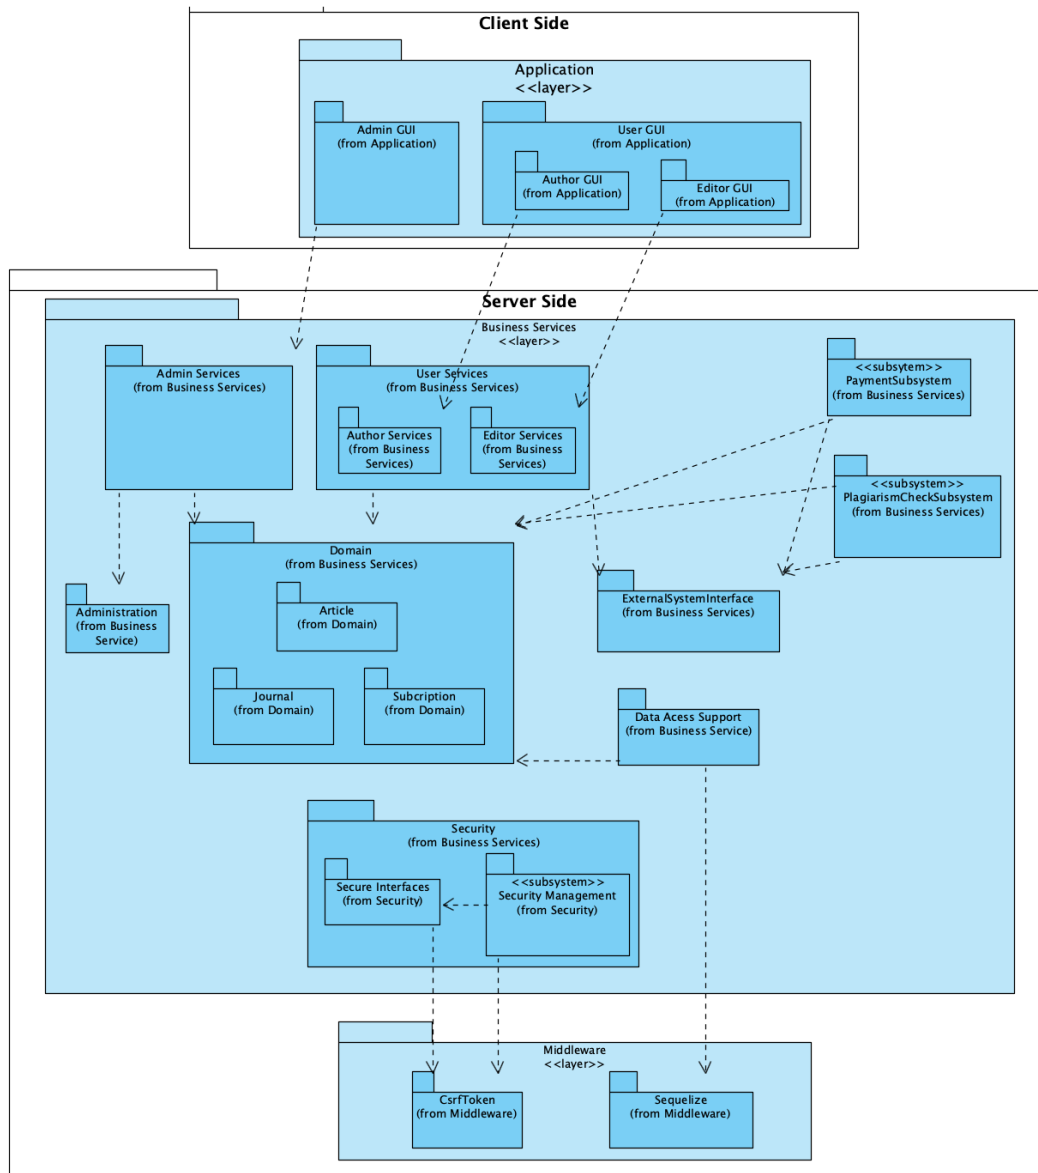 Client Side
Application
<<layer>>
Admin GUI
(from Application)
User GUI
(from Application)
Author GUI
(from Application)
Editor GUI
(from Application)
Server Side
Business Services
<<layer>>
Admin Services
(from Business Services)
User Services
(from Business Services)
Author Services
(from Business
Services)
Editor Services
(from Business
Services)
<<subsytem>>
PaymentSubsystem
(from Business Services)
<<subsystem>>
PlagiarismCheckSubsystem
(from Business Services)
Domain
(from Business Services)
Article
(from Domain)
Journal
(from Domain)
Subcription
(from Domain)
Administration
(from Business
Service)
ExternalSystemInterface
(from Business Services)
Data Acess Support
(from Business Service)
Security
(from Business Services)
Secure Interfaces
(from Security)
<<subsystem>>
Security Management
(from Security)
Middleware
<<layer>>
CsrfToken
(from Middleware)
Sequelize
(from Middleware)